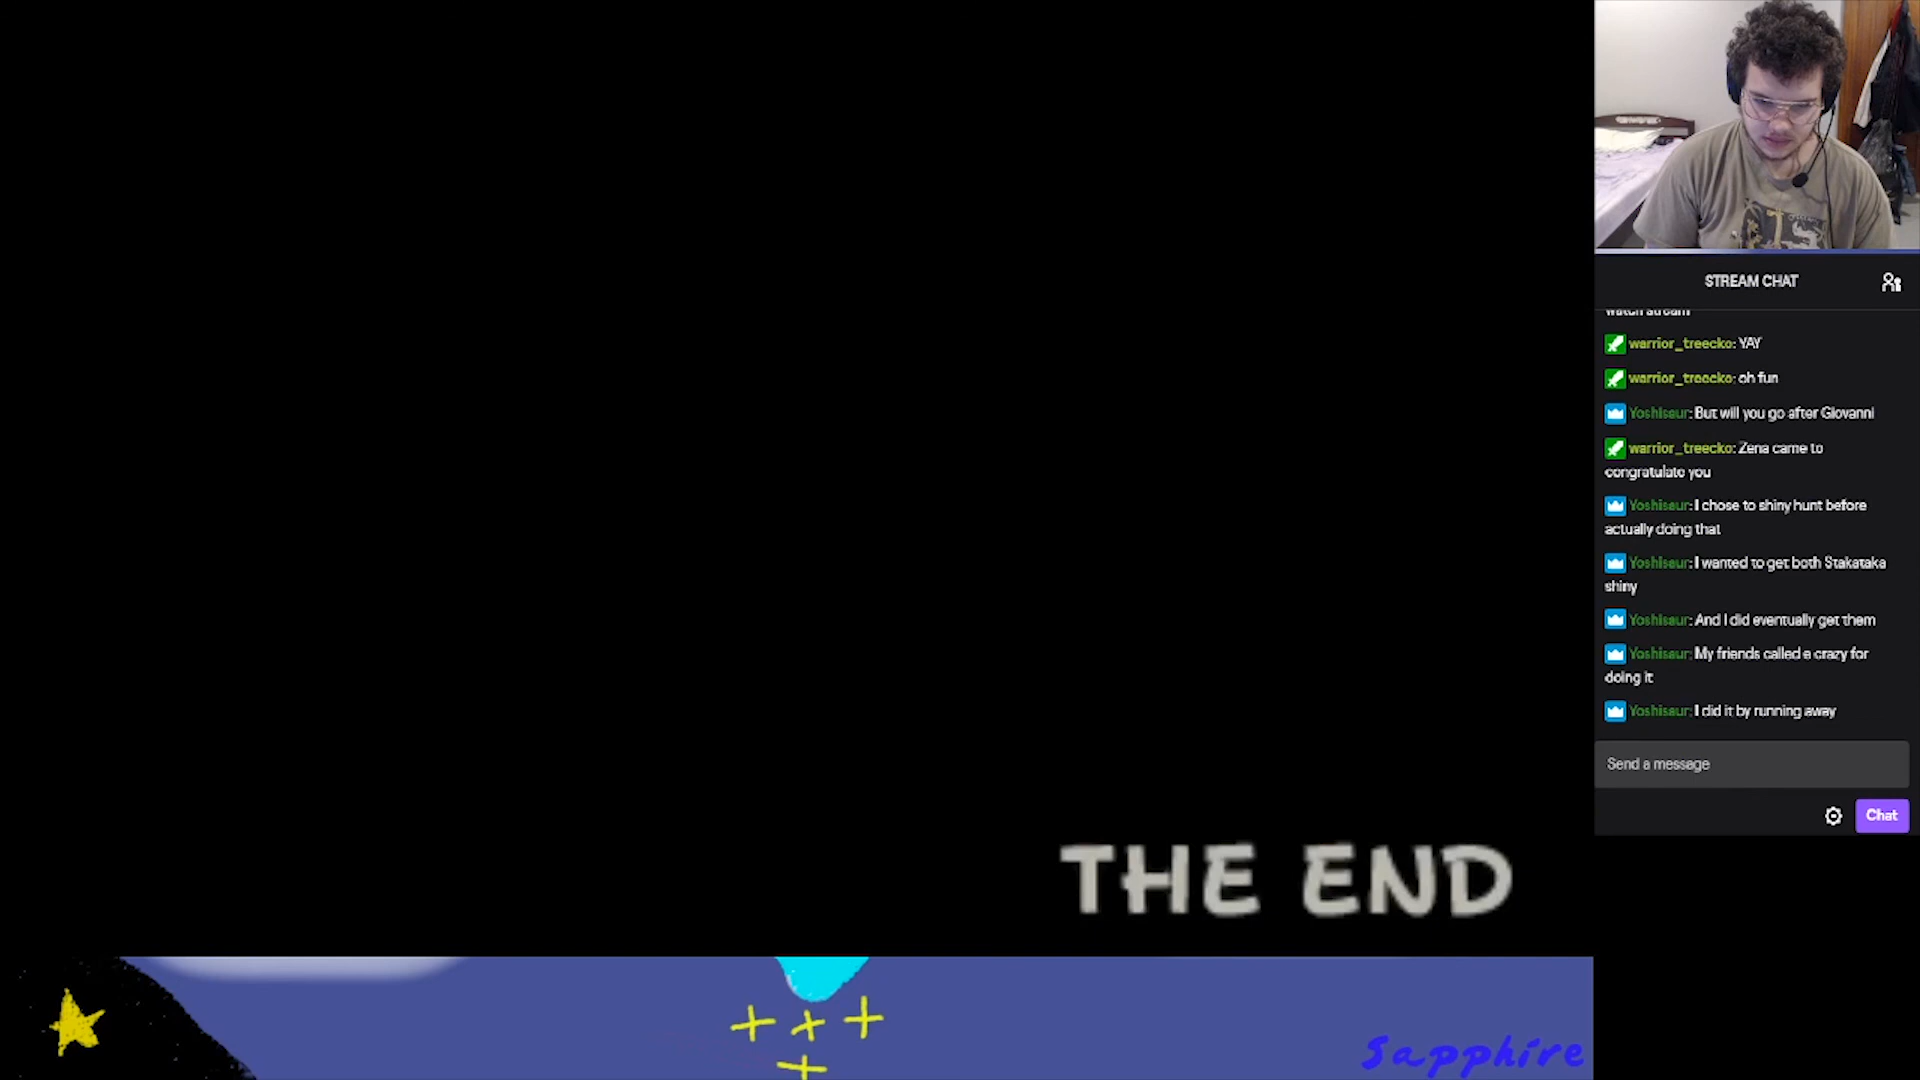 STREAM CHAT
watch stream
warrior_treecko: YAY
warrior_treecko: oh fun
Yoshisaur: But will you go after Giovanni
warrior_treecko: Zena came to
congratulate you
Yoshisaur: I chose to shiny hunt before
actually doing that
Yoshisaur: I wanted to get both Stakataka
shiny
Yoshisaur: And I did eventually get them
Yoshisaur: My friends called e crazy for
doing it
Yoshisaur: I did it by running away
Send a message
Chat
THE END
Sapphire